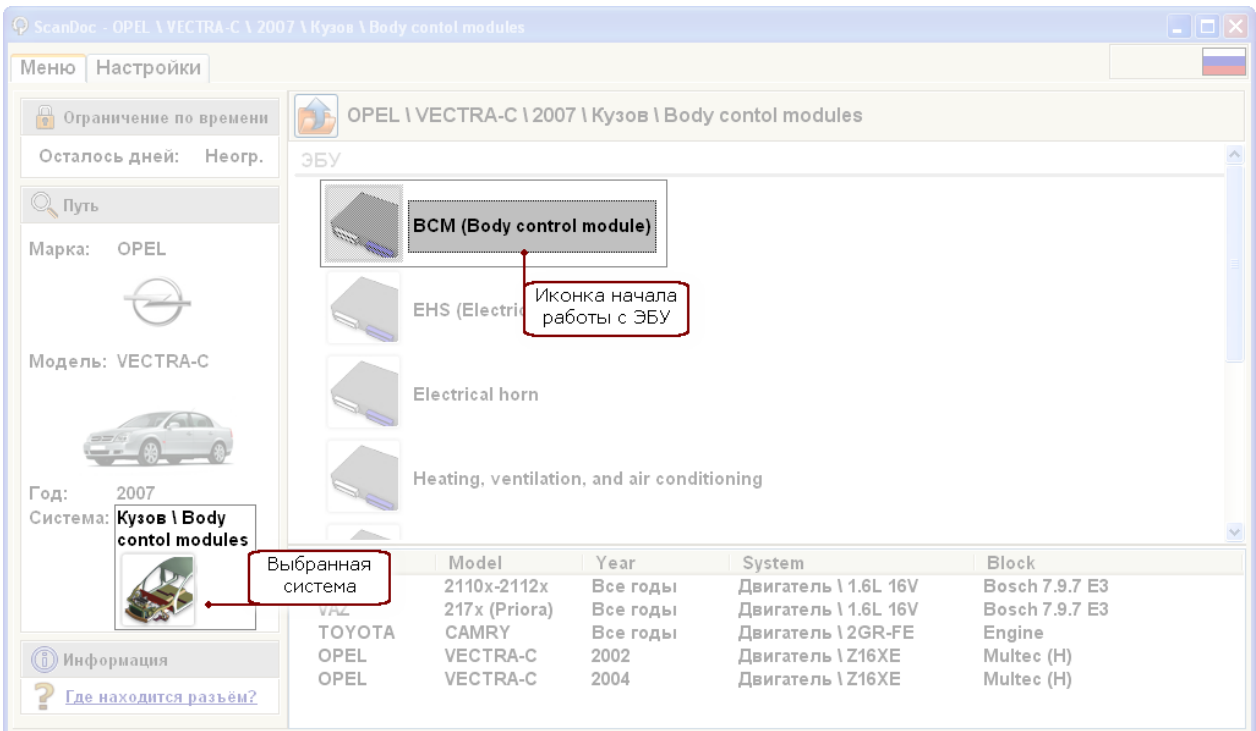 ScanDoc - OPEL \ VECTRA-C \ 2007 \ Кузов \ Body contol modules
Меню Настройки
Ограничение по времени
Осталось дней: Неогр.
Путь
Марка: OPEL
Модель: VECTRA-C
Год: 2007
Система: Кузов \ Body
contol modules
Выбранная
система
Информация
Где находится разъём?
OPEL \ VECTRA-C \ 2007 \ Кузов \ Body contol modules
ЭБУ
BCM (Body control module)
Иконка начала
работы с ЭБУ
EHS (Electri
Electrical horn
Heating, ventilation, and air conditioning
Model Year System Block
2110x-2112x Все годы Двигатель \ 1.6L 16V Bosch 7.9.7 E3
VAZ 217x (Priora) Все годы Двигатель \ 1.6L 16V Bosch 7.9.7 E3
TOYOTA CAMRY Все годы Двигатель \ 2GR-FE Engine
OPEL VECTRA-C 2002 Двигатель \ Z16XE Multec (H)
OPEL VECTRA-C 2004 Двигатель \ Z16XE Multec (H)